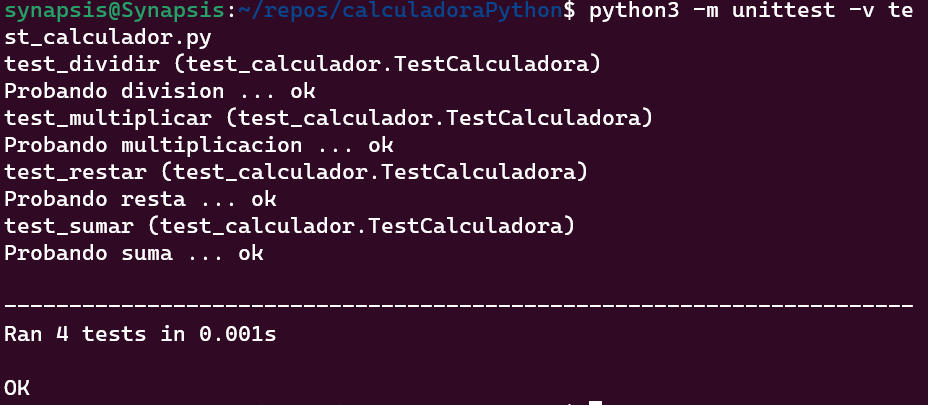 synapsis@Synapsis:~/repos/calculadoraPython$ python3 -m unittest -v te
st_calculador.py
test_dividir (test_calculador.TestCalculadora)
Probando division ... ok
test_multiplicar (test_calculador.TestCalculadora)
Probando multiplicacion ... ok
test_restar (test_calculador.TestCalculadora)
Probando resta ... ok
test_sumar (test_calculador.TestCalculadora)
Probando suma ... ok
----------------------------------------------------------------------
Ran 4 tests in 0.001s
OK